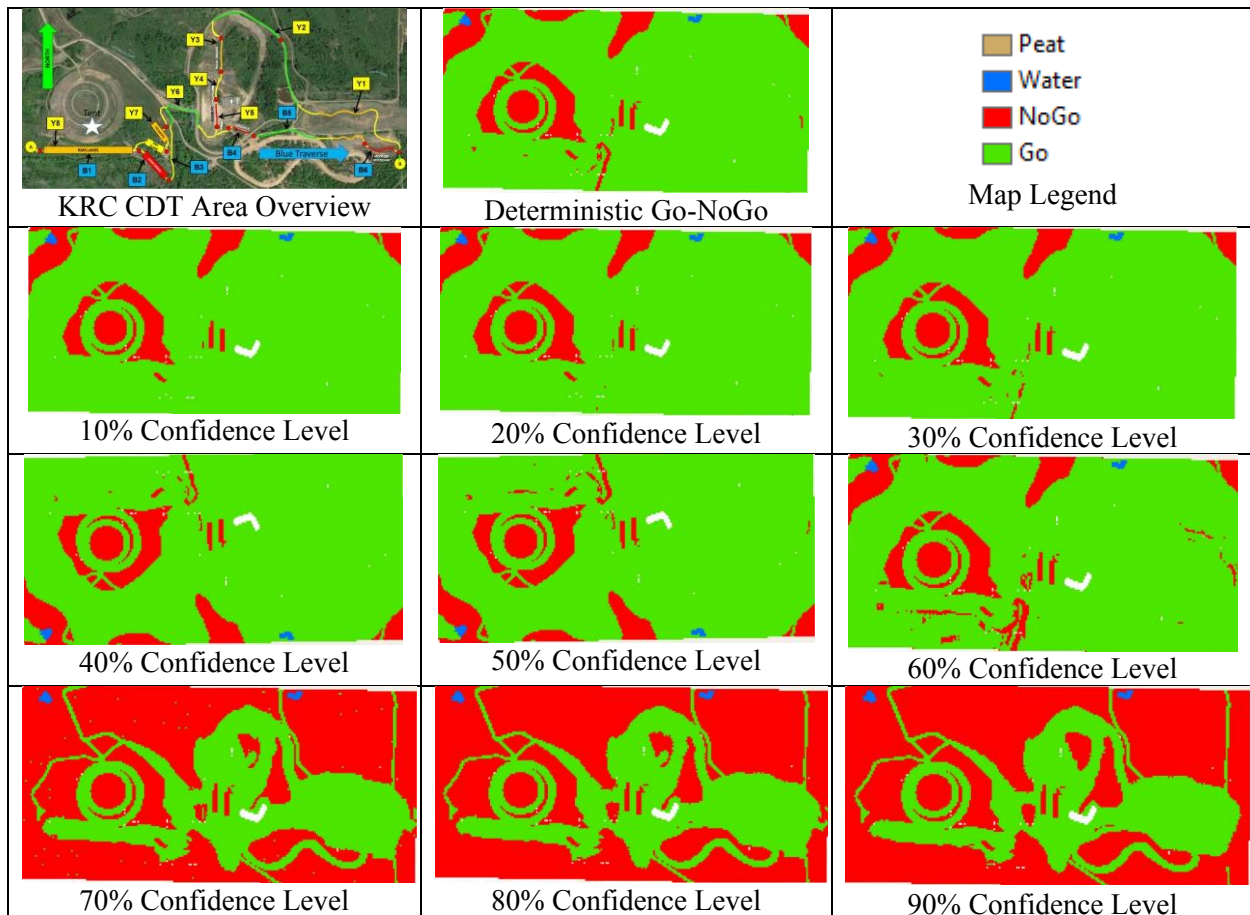 Y3
Y2
Y4
Y1
Y6
B5
Y7
Tent
Y5
Y8
B4
Blue Traverse
B1
B2
B3
B6
KRC CDT Area Overview
Deterministic Go-NoGo
Peat
Water
NoGo
Go
Map Legend
10% Confidence Level
20% Confidence Level
30% Confidence Level
40% Confidence Level
50% Confidence Level
60% Confidence Level
70% Confidence Level
80% Confidence Level
90% Confidence Level